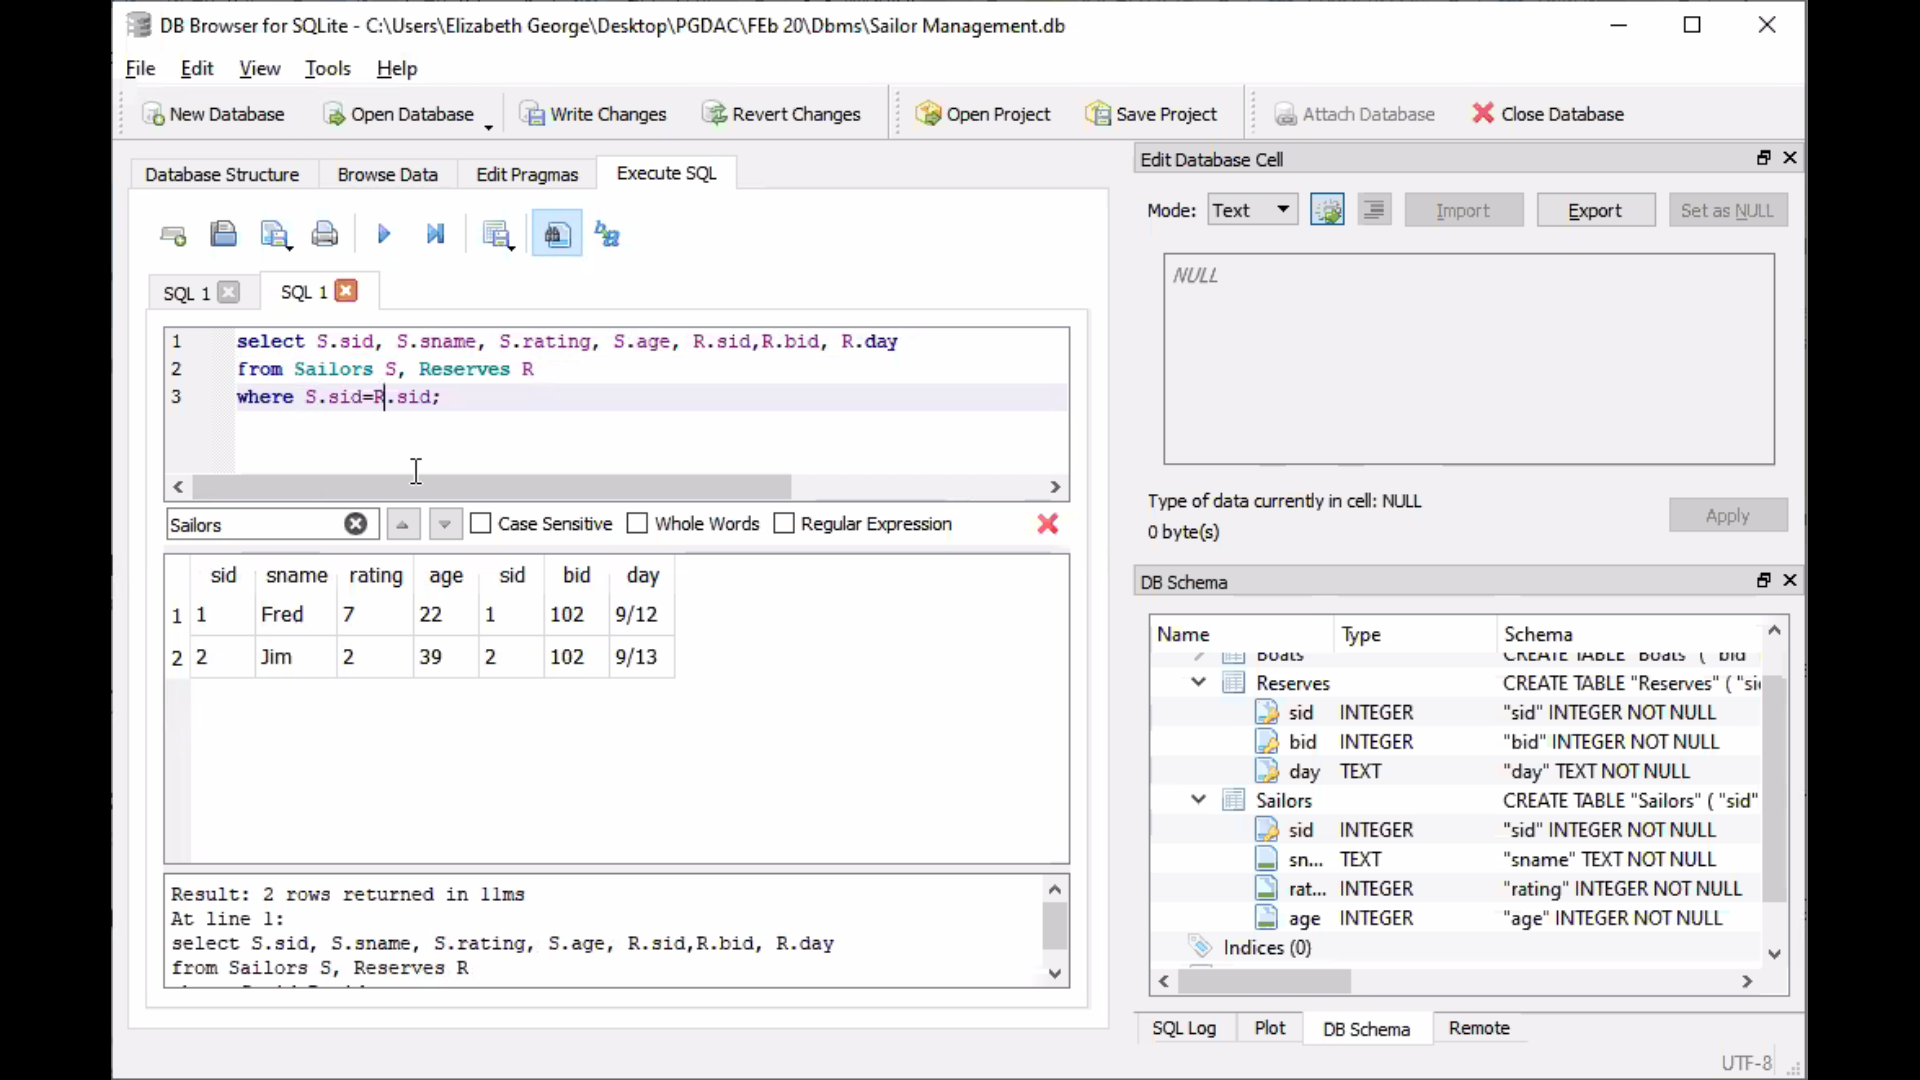 DB Browser for SQLite - C:\Users\Elizabeth George\Desktop\PGDAC\FEb 20\Dbms\Sailor Management.db
File Edit View Tools Help
New Database Open Database Write Changes Revert Changes Open Project Save Project Attach Database Close Database
Database Structure Browse Data Edit Pragmas Execute SQL
SQL 1 SQL 1
1 select S.sid, S.sname, S.rating, S.age, R.sid,R.bid, R.day
2 from Sailors S, Reserves R
3 where S.sid=R.sid;
Sailors Case Sensitive Whole Words Regular Expression
sid sname rating age sid bid day
1 1 Fred 7 22 1 102 9/12
2 2 Jim 2 39 2 102 9/13
Result: 2 rows returned in 11ms
At line 1:
select S.sid, S.sname, S.rating, S.age, R.sid,R.bid, R.day
from Sailors S, Reserves R
Edit Database Cell
Mode: Text Import Export Set as NULL
NULL
Type of data currently in cell: NULL
0 byte(s)
Apply
DB Schema
Name Type Schema
Boats CREATE TABLE "Boats" ( "bid"
Reserves CREATE TABLE "Reserves" ( "si
sid INTEGER "sid" INTEGER NOT NULL
bid INTEGER "bid" INTEGER NOT NULL
day TEXT "day" TEXT NOT NULL
Sailors CREATE TABLE "Sailors" ( "sid"
sid INTEGER "sid" INTEGER NOT NULL
sn... TEXT "sname" TEXT NOT NULL
rat... INTEGER "rating" INTEGER NOT NULL
age INTEGER "age" INTEGER NOT NULL
Indices (0)
SQL Log Plot DB Schema Remote
UTF-8